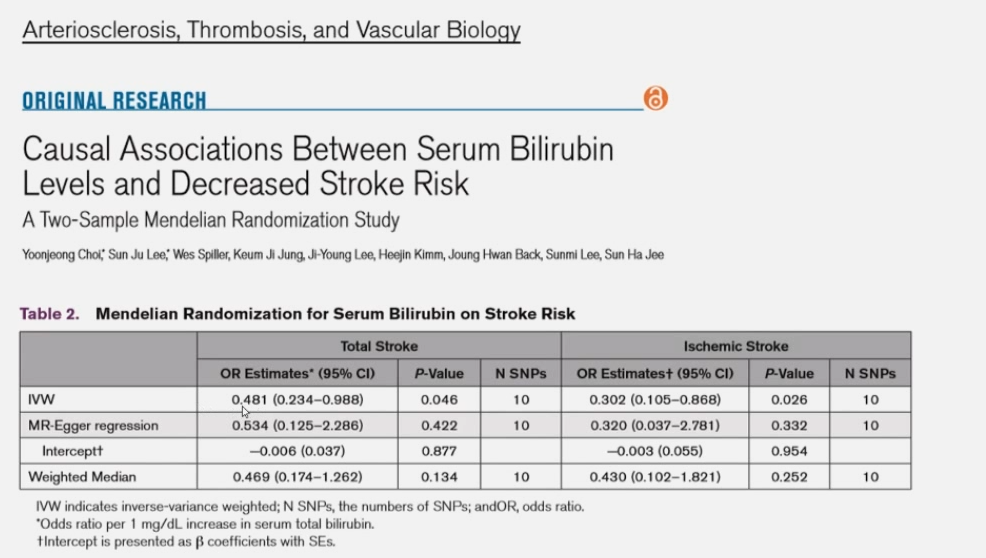 Arteriosclerosis, Thrombosis, and Vascular Biology
ORIGINAL RESEARCH
Causal Associations Between Serum Bilirubin
Levels and Decreased Stroke Risk
A Two-Sample Mendelian Randomization Study
Yoonjeong Choi,* Sun Ju Lee,* Wes Spiller, Keum Ji Jung, Ji-Young Lee, Heejin Kimm, Joung Hwan Back, Sunmi Lee, Sun Ha Jee
Table 2. Mendelian Randomization for Serum Bilirubin on Stroke Risk
Total Stroke Ischemic Stroke
OR Estimates* (95% CI) P-Value N SNPs OR Estimates† (95% CI) P-Value N SNPs
IVW 0.481 (0.234–0.988) 0.046 10 0.302 (0.105–0.868) 0.026 10
MR-Egger regression 0.534 (0.125–2.286) 0.422 10 0.320 (0.037–2.781) 0.332 10
Intercept† −0.006 (0.037) 0.877 −0.003 (0.055) 0.954
Weighted Median 0.469 (0.174–1.262) 0.134 10 0.430 (0.102–1.821) 0.252 10
IVW indicates inverse-variance weighted; N SNPs, the numbers of SNPs; andOR, odds ratio.
*Odds ratio per 1 mg/dL increase in serum total bilirubin.
†Intercept is presented as β coefficients with SEs.